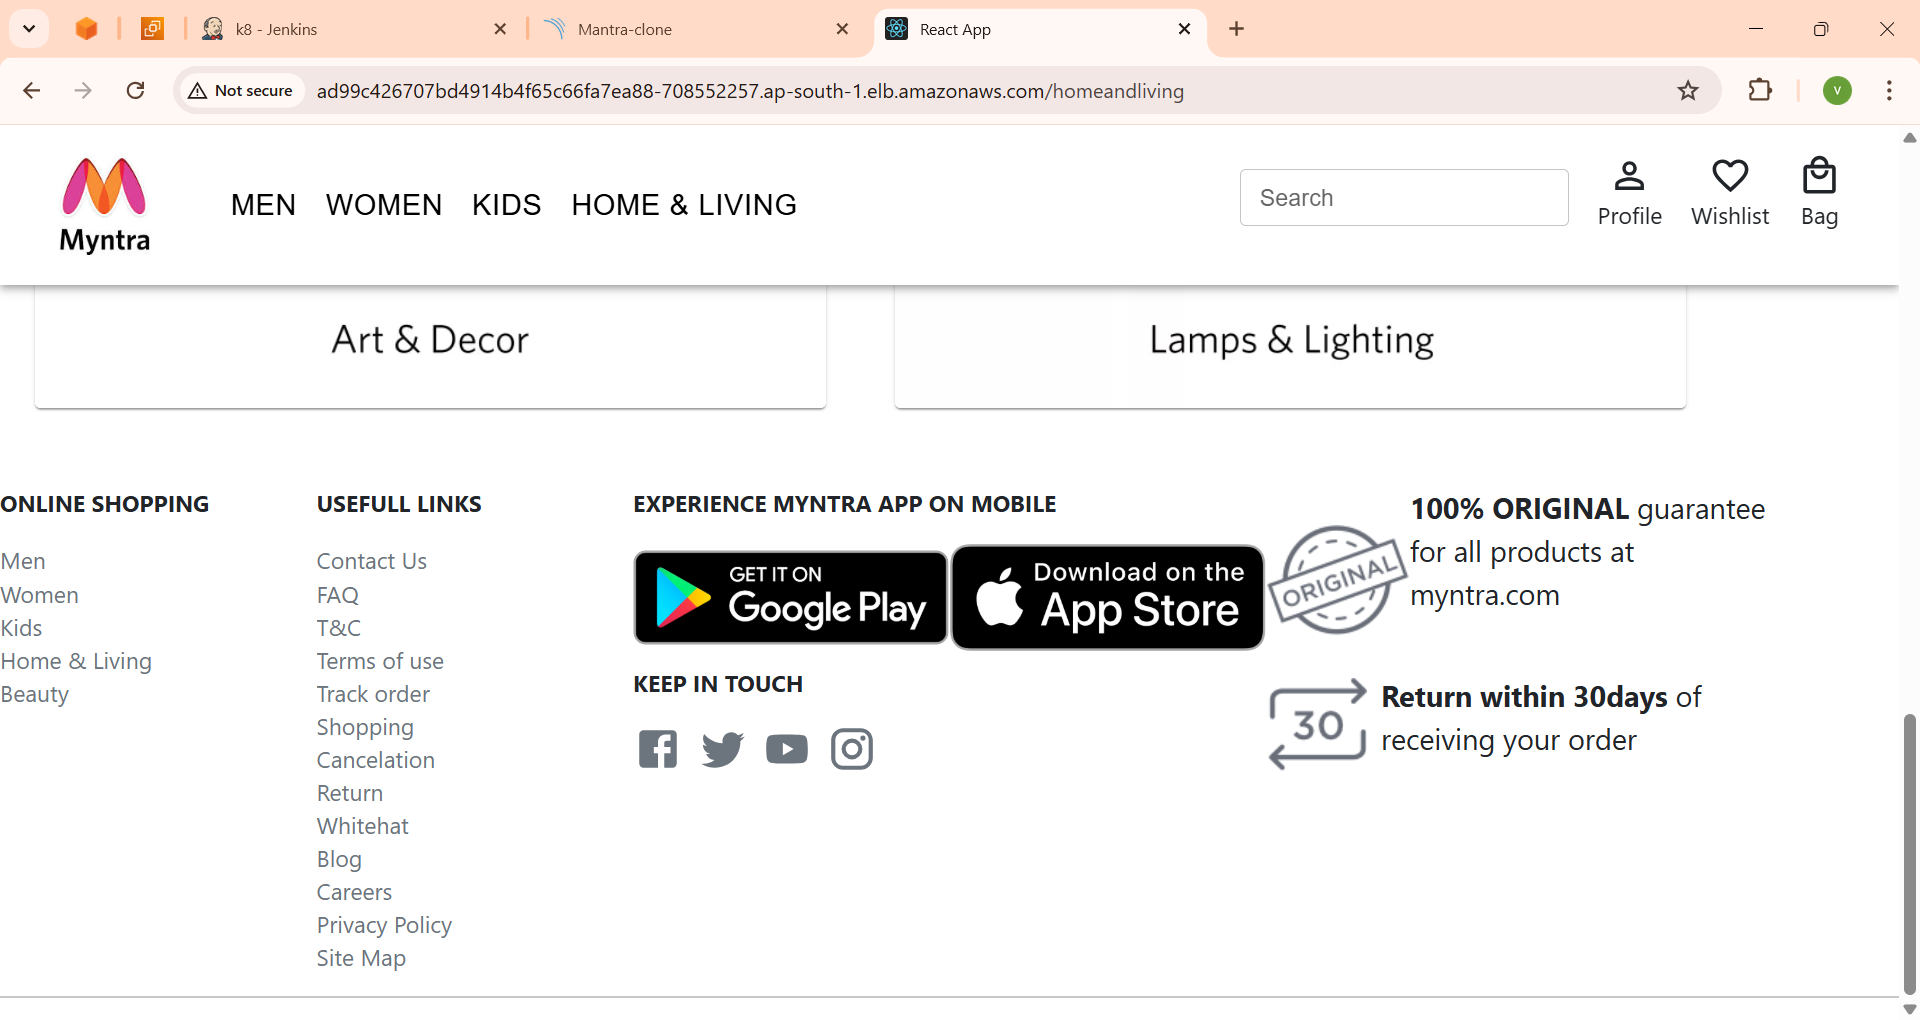 k8 - Jenkins
Mantra-clone
React App
Not secure
ad99c426707bd4914b4f65c66fa7ea88-708552257.ap-south-1.elb.amazonaws.com/homeandliving
V
Myntra
MEN WOMEN KIDS HOME & LIVING
Search
Profile
Wishlist
Bag
Art & Decor
Lamps & Lighting
ONLINE SHOPPING
Men
Women
Kids
Home & Living
Beauty
USEFULL LINKS
Contact Us
FAQ
T&C
Terms of use
Track order
Shopping
Cancelation
Return
Whitehat
Blog
Careers
Privacy Policy
Site Map
EXPERIENCE MYNTRA APP ON MOBILE
GET IT ON
Google Play
Download on the
App Store
KEEP IN TOUCH
ORIGINAL
100% ORIGINAL guarantee
for all products at
myntra.com
30
Return within 30days of
receiving your order